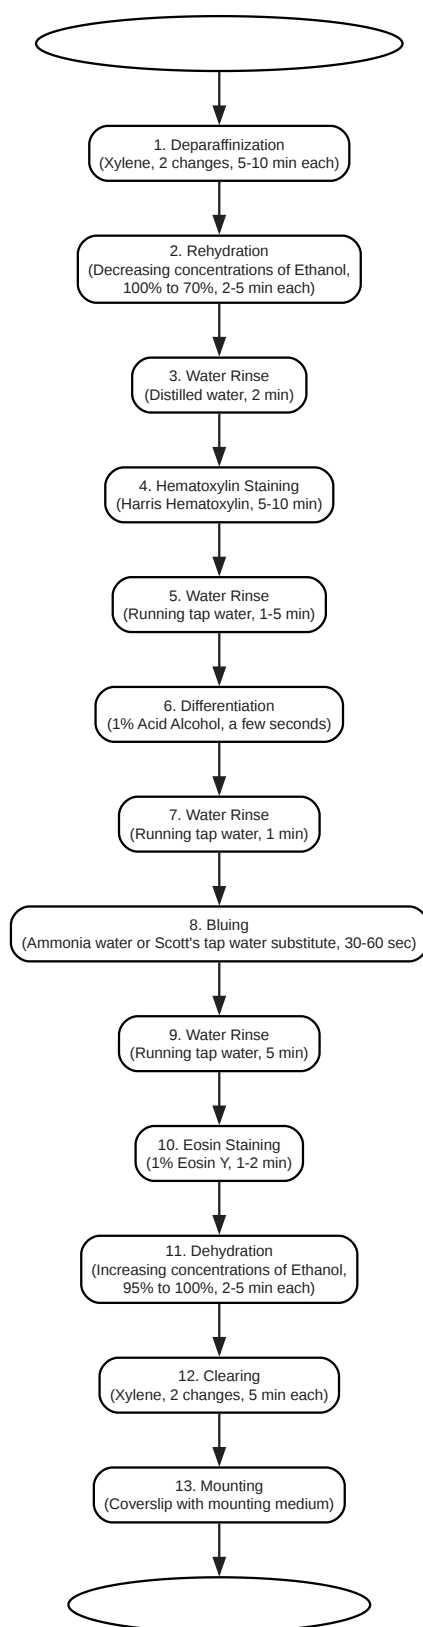 1. Deparaffinization
(Xylene, 2 changes, 5-10 min each)
2. Rehydration
(Decreasing concentrations of Ethanol,
100% to 70%, 2-5 min each)
3. Water Rinse
(Distilled water, 2 min)
4. Hematoxylin Staining
(Harris Hematoxylin, 5-10 min)
5. Water Rinse
(Running tap water, 1-5 min)
6. Differentiation
(1% Acid Alcohol, a few seconds)
7. Water Rinse
(Running tap water, 1 min)
8. Bluing
(Ammonia water or Scott's tap water substitute, 30-60 sec)
9. Water Rinse
(Running tap water, 5 min)
10. Eosin Staining
(1% Eosin Y, 1-2 min)
11. Dehydration
(Increasing concentrations of Ethanol,
95% to 100%, 2-5 min each)
12. Clearing
(Xylene, 2 changes, 5 min each)
13. Mounting
(Coverslip with mounting medium)